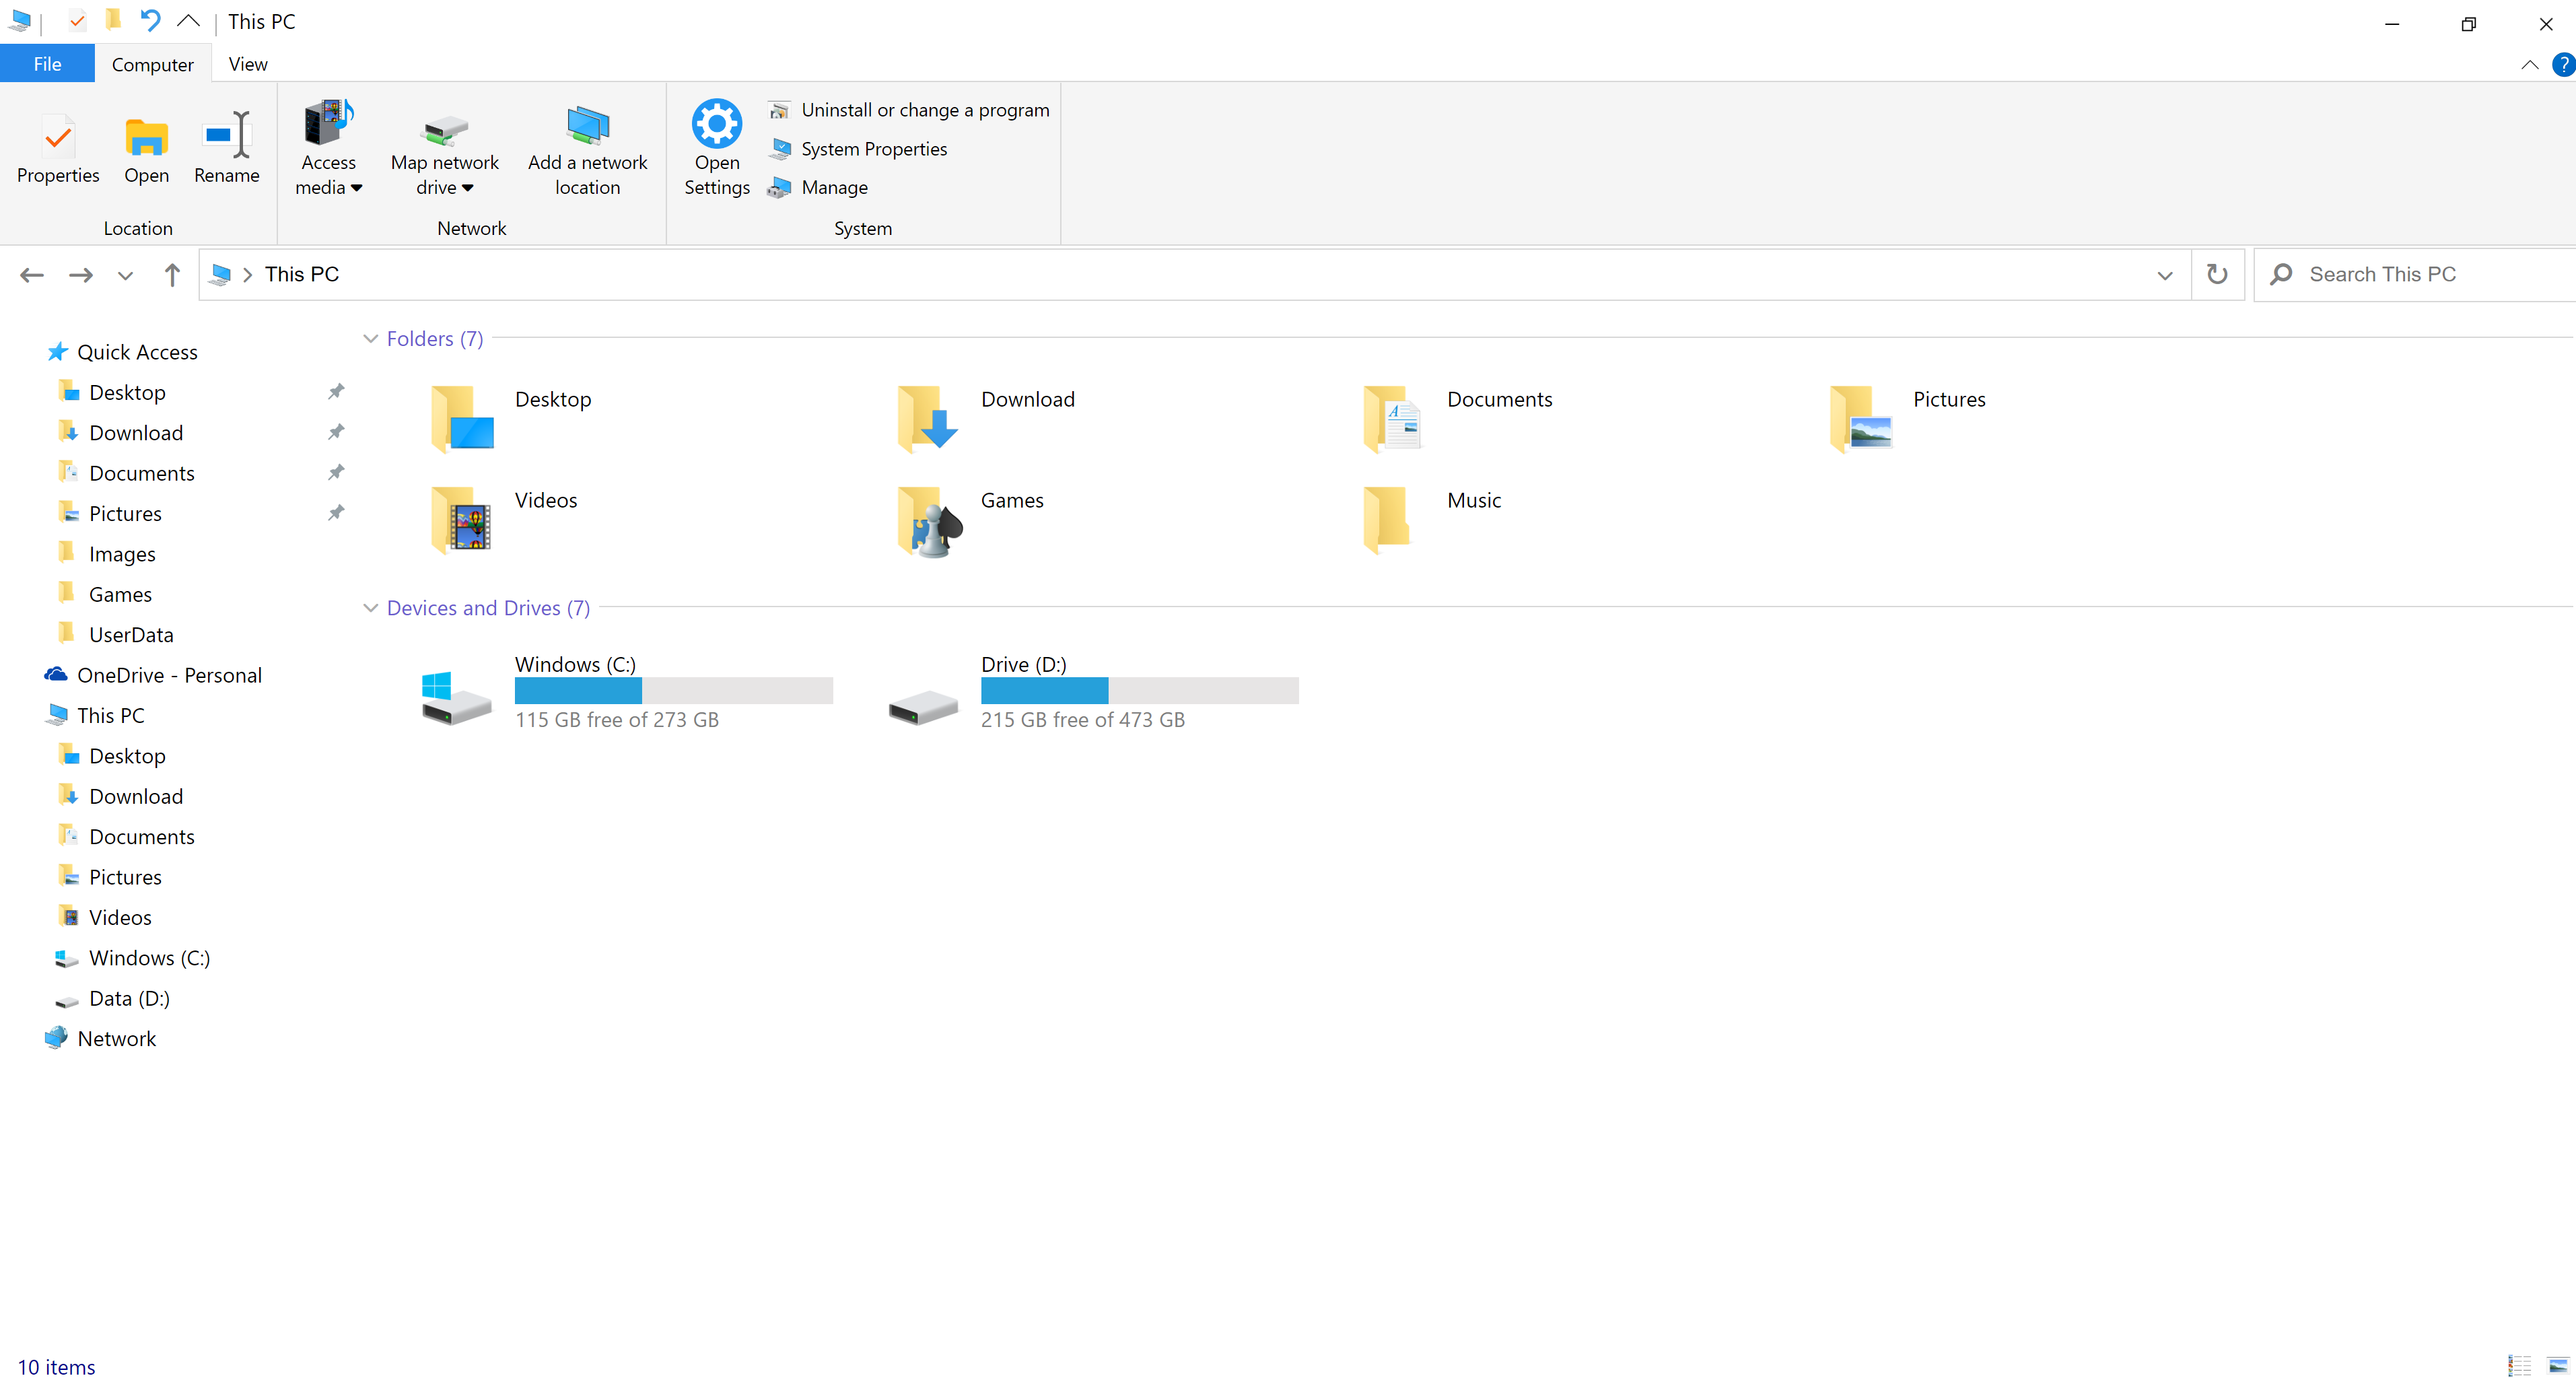 This PC
File Computer View
?
Properties Open Rename
Location
Access media
Map network drive
Add a network location
Network
Open Settings
Uninstall or change a program
System Properties
Manage
System
This PC
Search This PC
Quick Access
Desktop
Download
Documents
Pictures
Images
Games
UserData
OneDrive - Personal
This PC
Desktop
Download
Documents
Pictures
Videos
Windows (C:)
Data (D:)
Network
Folders (7)
Desktop Download Documents Pictures
Videos Games Music
Devices and Drives (7)
Windows (C:)
115 GB free of 273 GB
Drive (D:)
215 GB free of 473 GB
10 items